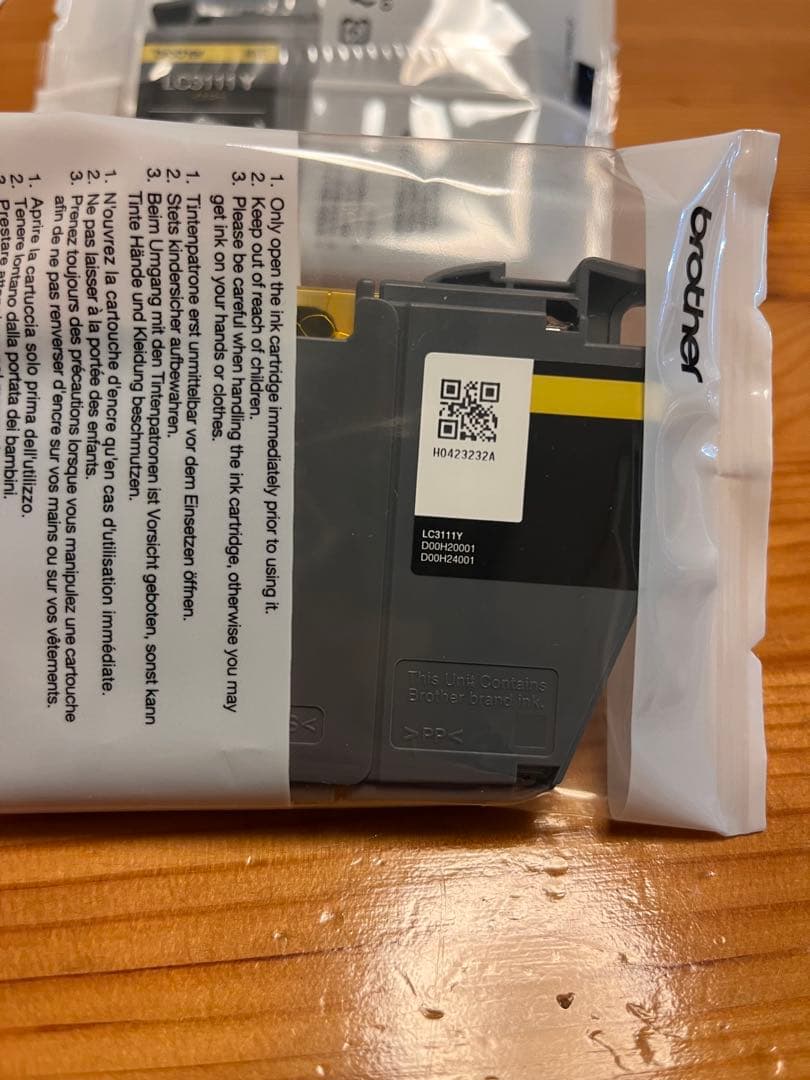 LC3111Y
brother
1. Only open the ink cartridge immediately prior to using it.
2. Keep out of reach of children.
3. Please be careful when handling the ink cartridge, otherwise you may
get ink on your hands or clothes.
1. Tintenpatrone erst unmittelbar vor dem Einsetzen öffnen.
2. Stets kindersicher aufbewahren.
3. Beim Umgang mit den Tintenpatronen ist Vorsicht geboten, sonst kann
Tinte Hände und Kleidung beschmutzen.
1. N'ouvrez la cartouche d'encre qu'en cas d'utilisation immédiate.
2. Ne pas laisser à la portée des enfants.
3. Prenez toujours des précautions lorsque vous manipulez une cartouche
afin de ne pas renverser d'encre sur vos mains ou sur vos vêtements.
1. Aprire la cartuccia solo prima dell'utilizzo.
2. Tenere lontano dalla portata dei bambini.
3. Prestare
H0423232A
LC3111Y
D00H20001
D00H24001
This Unit Contains
Brother brand ink.
>PP<
S<